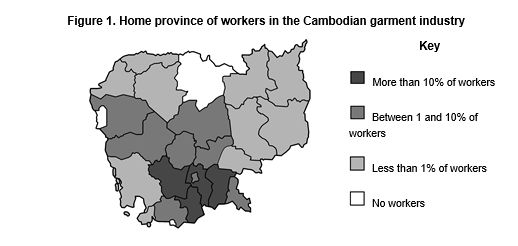 Figure 1. Home province of workers in the Cambodian garment industry
Key
More than 10% of workers
Between 1 and 10% of
workers
Less than 1% of workers
No workers